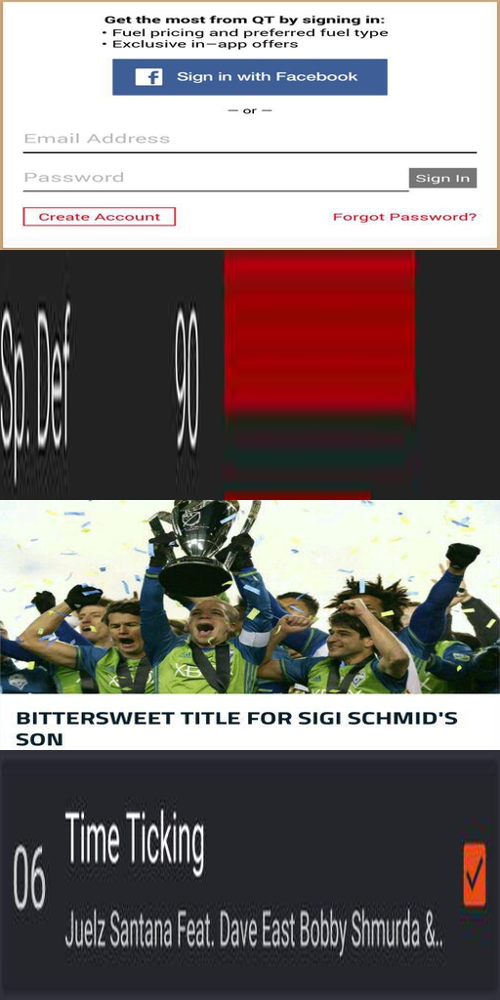 Get the most from QT by signing in:
• Fuel pricing and preferred fuel type
• Exclusive in-app offers
f Sign in with Facebook
— or —
Email Address
Password
Sign In
Create Account
Forgot Password?
Sp. Def 90
XB
BITTERSWEET TITLE FOR SIGI SCHMID'S
SON
06
Time Ticking
Juelz Santana Feat. Dave East Bobby Shmurda &..